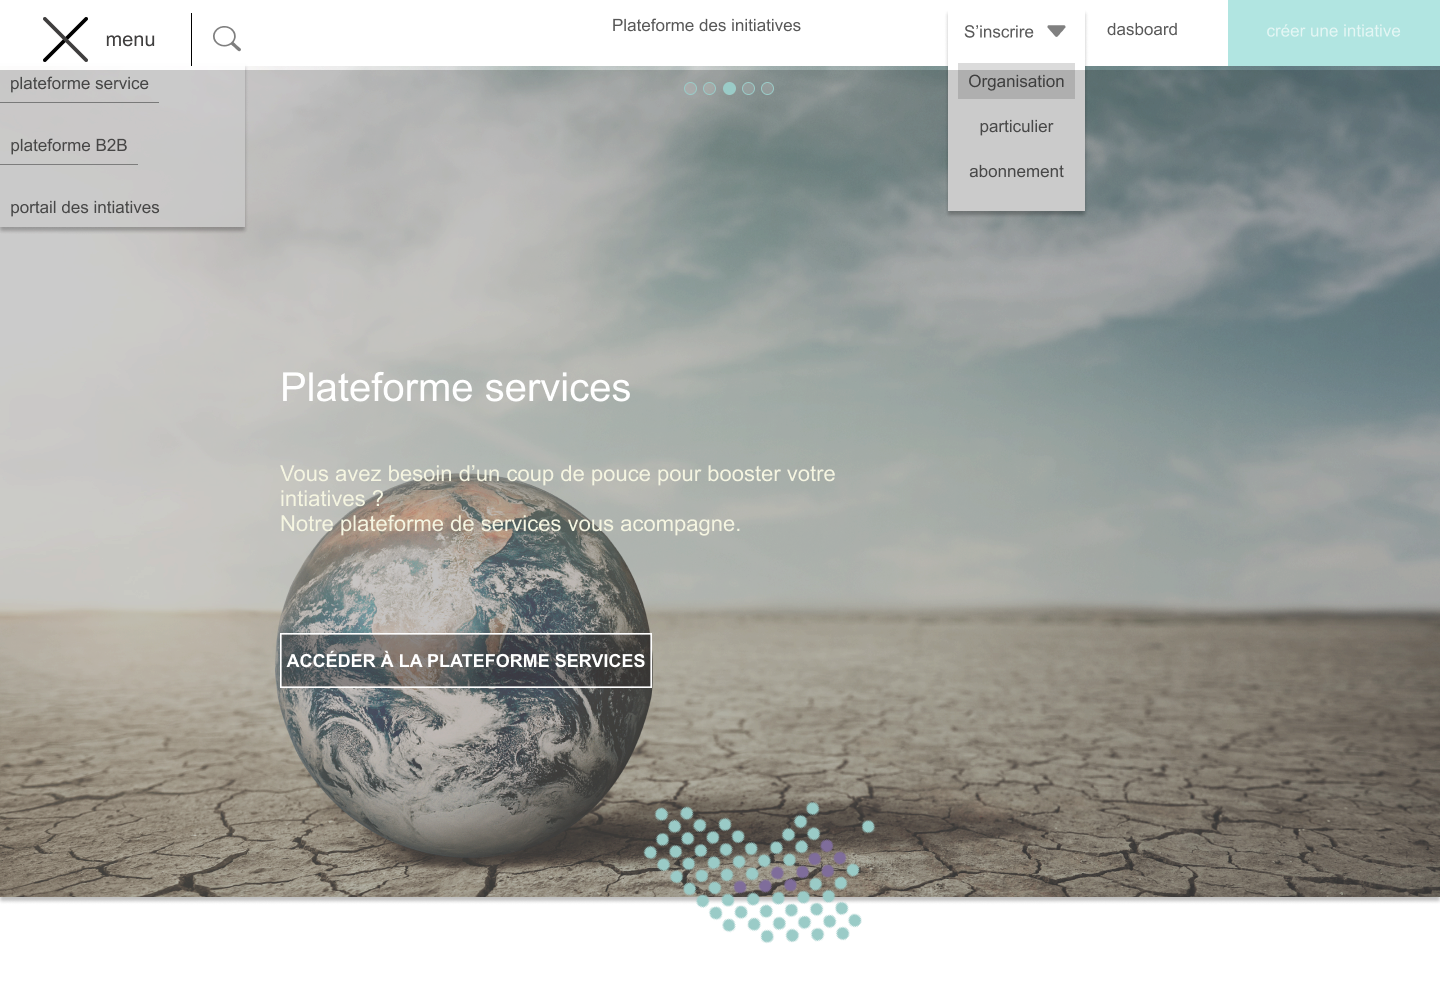 menu
Plateforme des initiatives
S'inscrire
dasboard
créer une intiative
plateforme service
plateforme B2B
portail des intiatives
Organisation
particulier
abonnement
Plateforme services
Vous avez besoin d'un coup de pouce pour booster votre
intiatives ?
Notre plateforme de services vous acompagne.
ACCÉDER À LA PLATEFORME SERVICES